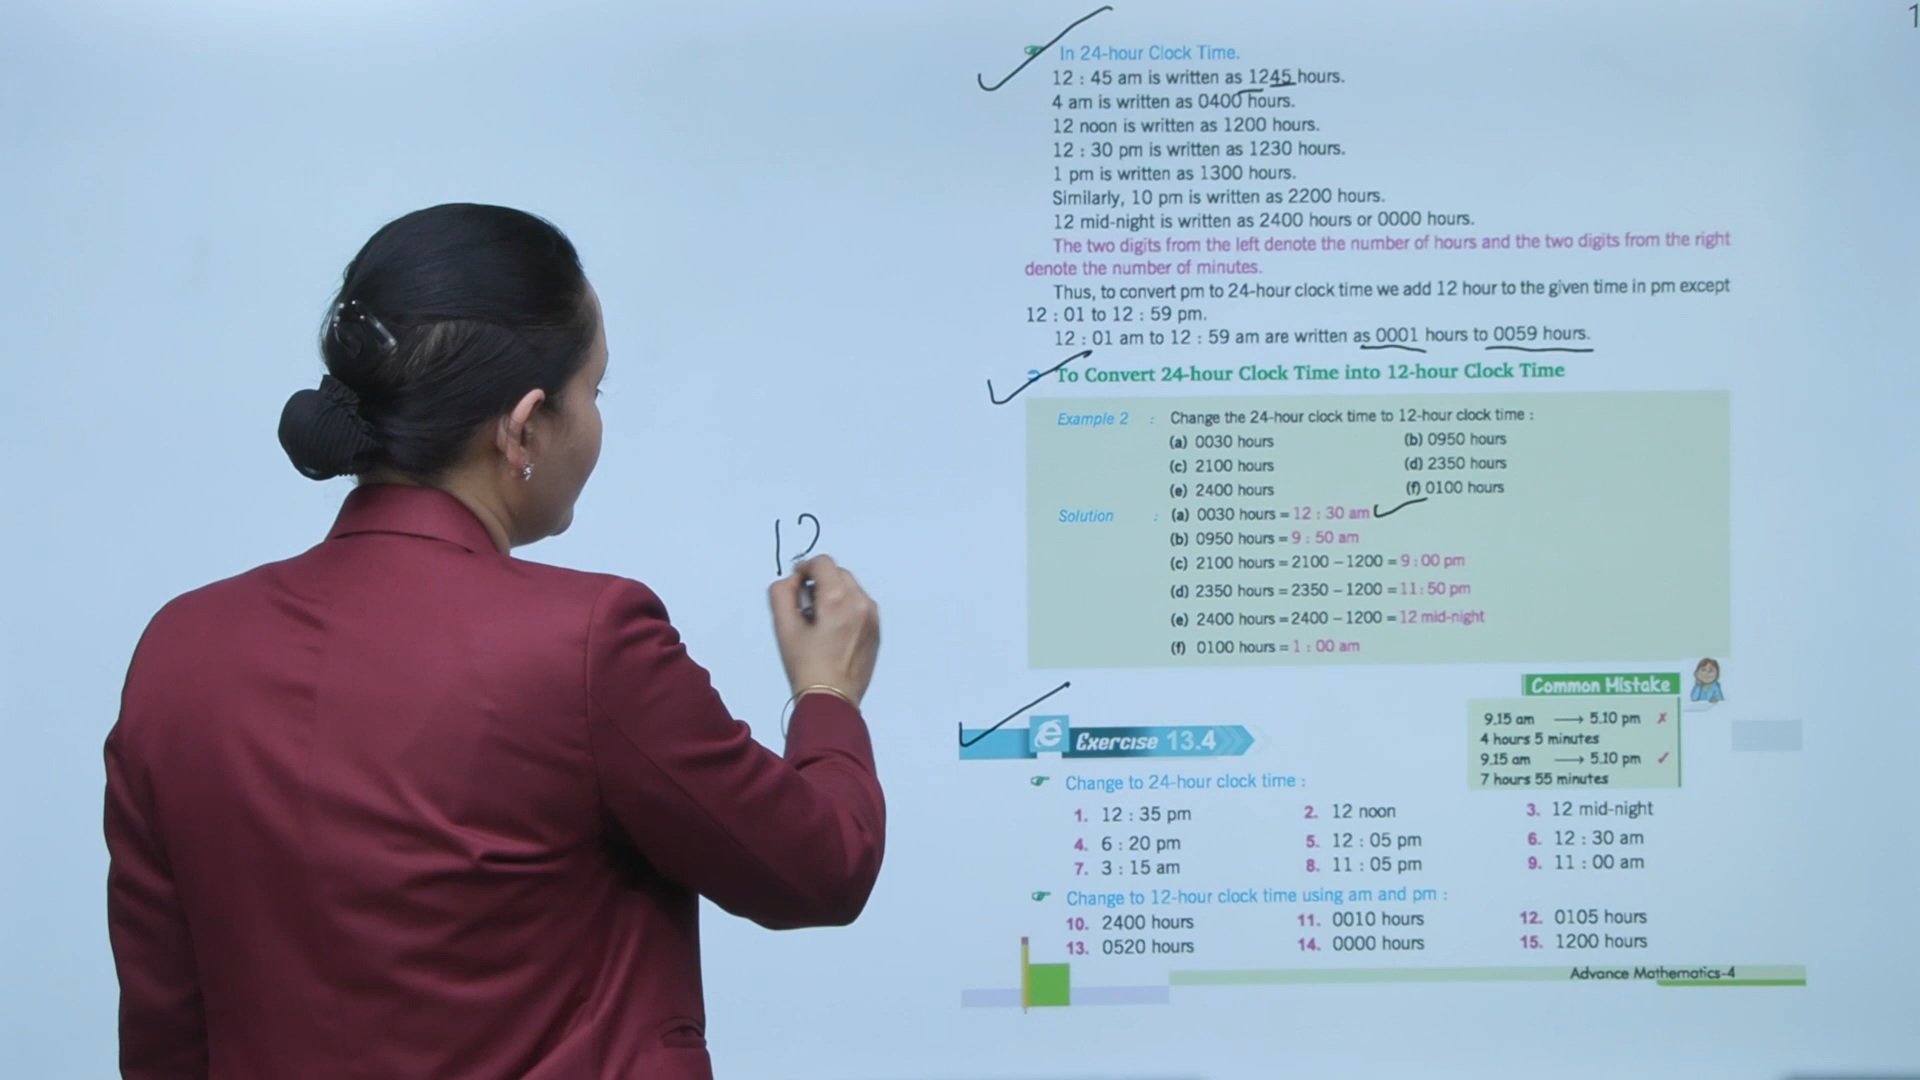 1
In 24-hour Clock Time.
12 : 45 am is written as 1245 hours.
4 am is written as 0400 hours.
12 noon is written as 1200 hours.
12 : 30 pm is written as 1230 hours.
1 pm is written as 1300 hours.
Similarly, 10 pm is written as 2200 hours.
12 mid-night is written as 2400 hours or 0000 hours.
The two digits from the left denote the number of hours and the two digits from the right
denote the number of minutes.
Thus, to convert pm to 24-hour clock time we add 12 hour to the given time in pm except
12 : 01 to 12 : 59 pm.
12 : 01 am to 12 : 59 am are written as 0001 hours to 0059 hours.
To Convert 24-hour Clock Time into 12-hour Clock Time
Example 2 : Change the 24-hour clock time to 12-hour clock time :
(a) 0030 hours (b) 0950 hours
(c) 2100 hours (d) 2350 hours
(e) 2400 hours (f) 0100 hours
Solution : (a) 0030 hours = 12 : 30 am
(b) 0950 hours = 9 : 50 am
(c) 2100 hours = 2100 – 1200 = 9 : 00 pm
(d) 2350 hours = 2350 – 1200 = 11 : 50 pm
(e) 2400 hours = 2400 – 1200 = 12 mid-night
(f) 0100 hours = 1 : 00 am
12
Common Mistake
9.15 am ⟶ 5.10 pm ✗
4 hours 5 minutes
9.15 am ⟶ 5.10 pm ✓
7 hours 55 minutes
e Exercise 13.4
Change to 24-hour clock time :
1. 12 : 35 pm 2. 12 noon 3. 12 mid-night
4. 6 : 20 pm 5. 12 : 05 pm 6. 12 : 30 am
7. 3 : 15 am 8. 11 : 05 pm 9. 11 : 00 am
Change to 12-hour clock time using am and pm :
10. 2400 hours 11. 0010 hours 12. 0105 hours
13. 0520 hours 14. 0000 hours 15. 1200 hours
Advance Mathematics-4